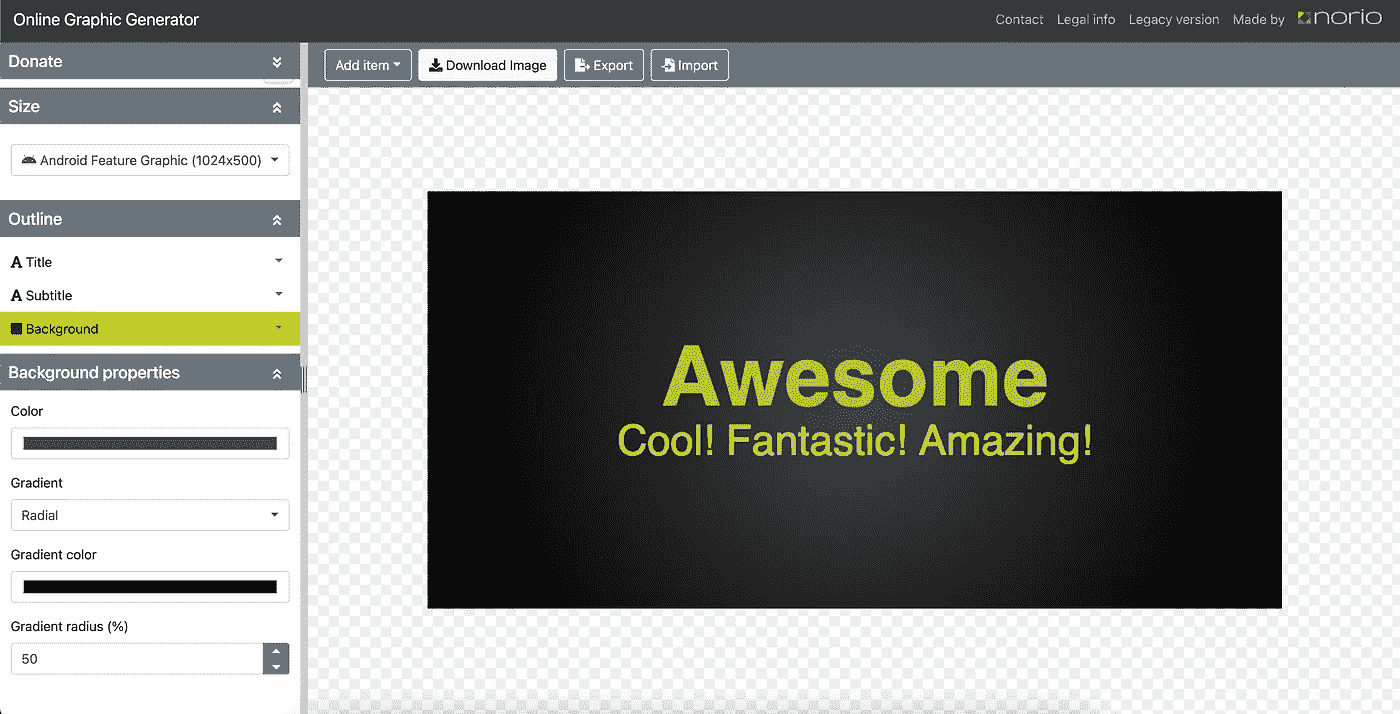 Online Graphic Generator
Contact Legal info Legacy version Made by norio
Donate
Add item Download Image Export Import
Size
Android Feature Graphic (1024x500)
Outline
A Title
A Subtitle
Background
Background properties
Color
Gradient
Radial
Gradient color
Gradient radius (%)
50
Awesome
Cool! Fantastic! Amazing!